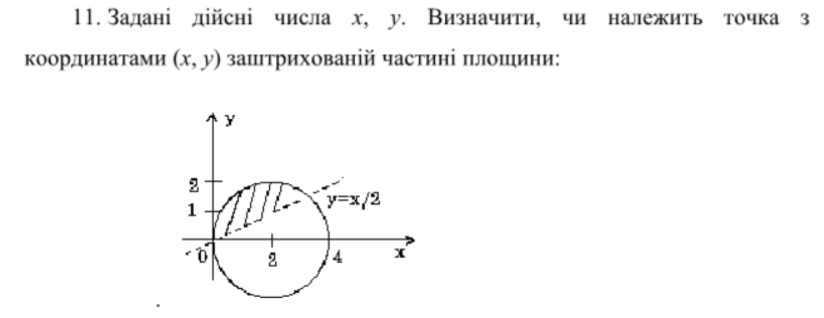 11. Задані дійсні числа x, y. Визначити, чи належить точка з
координатами (x, y) заштрихованій частині площини:
y
2
1
y=x/2
0
2
4
x
.